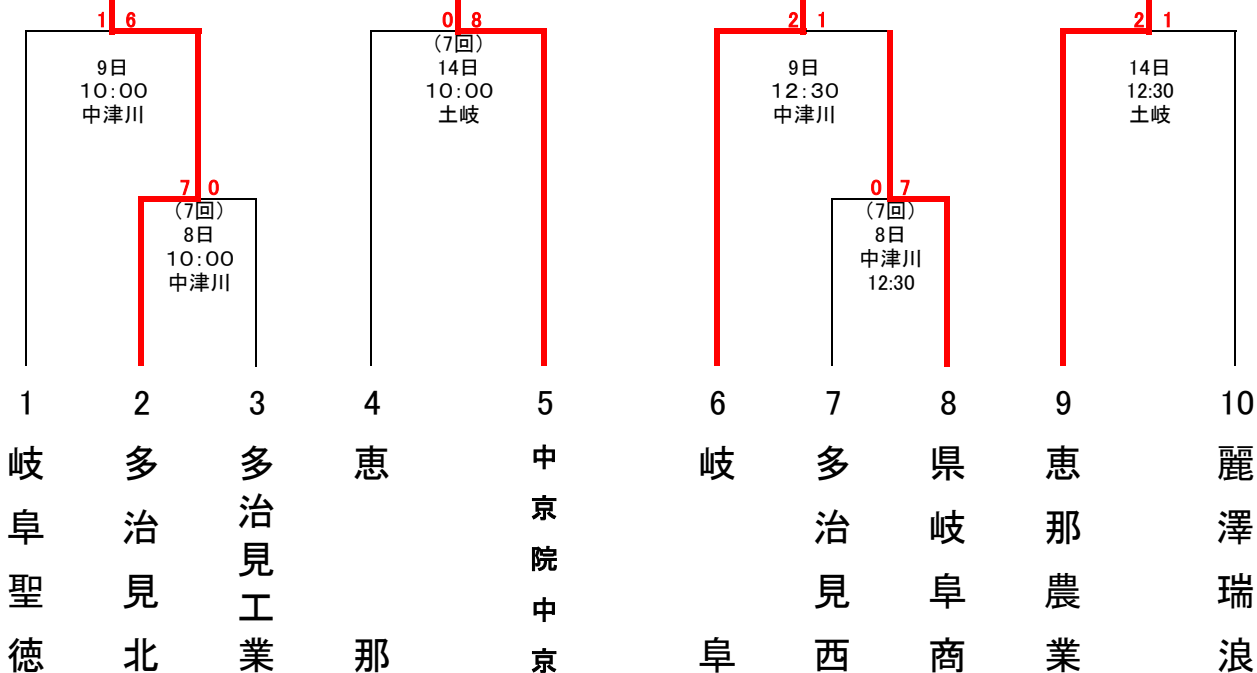 1 6
0 8
2 1
2 1
9日
10:00
中津川
(7回)
14日
10:00
土岐
9日
12:30
中津川
14日
12:30
土岐
7 0
(7回)
8日
10:00
中津川
0 7
(7回)
8日
中津川
12:30
1
2
3
4
5
6
7
8
9
10
岐阜聖徳
多治見北
多治見工業
恵那
中京院中京
岐阜
多治見西
県岐阜商
恵那農業
麗澤瑞浪